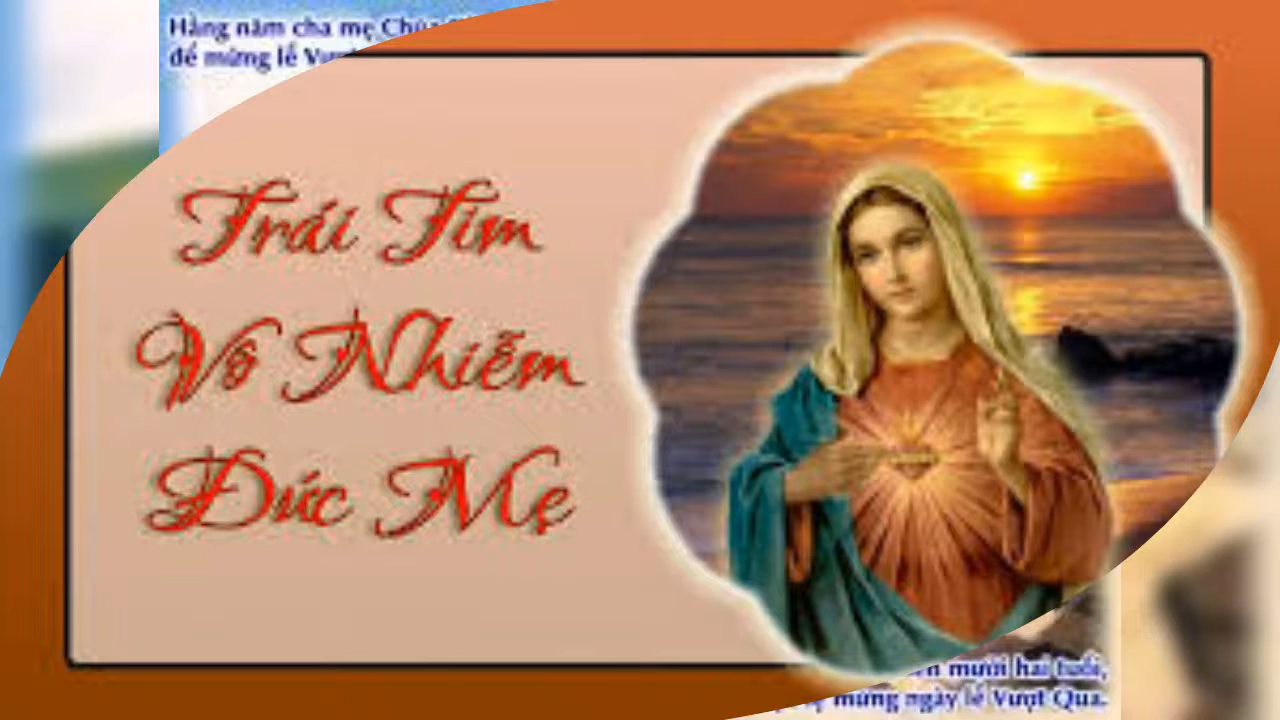 Hàng năm cha mẹ
để mừng lễ
Trái Tim
Vô Nhiễm
Đức Mẹ
mười hai tuổi,
mừng ngày lễ Vượt Qua.